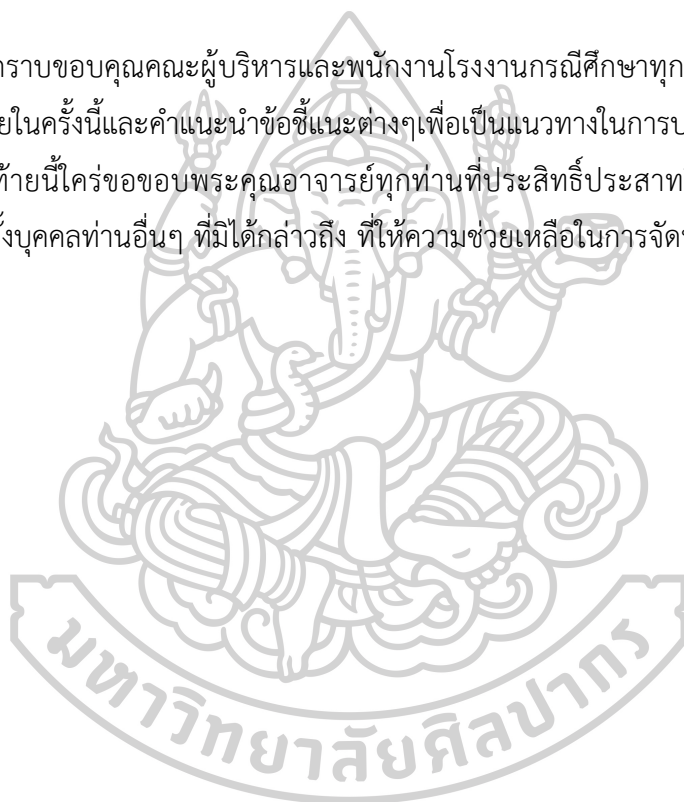 ราบขอบคุณคณะผู้บริหารและพนักงานโรงงานกรณีศึกษาทุก
ยในครั้งนี้และคำแนะนำข้อชี้แนะต่างๆเพื่อเป็นแนวทางในการป
ท้ายนี้ใคร่ขอขอบพระคุณอาจารย์ทุกท่านที่ประสิทธิ์ประสาท
ั้งบุคคลท่านอื่นๆ ที่มิได้กล่าวถึง ที่ให้ความช่วยเหลือในการจัด
มหาวิทยาลัยศิลปากร